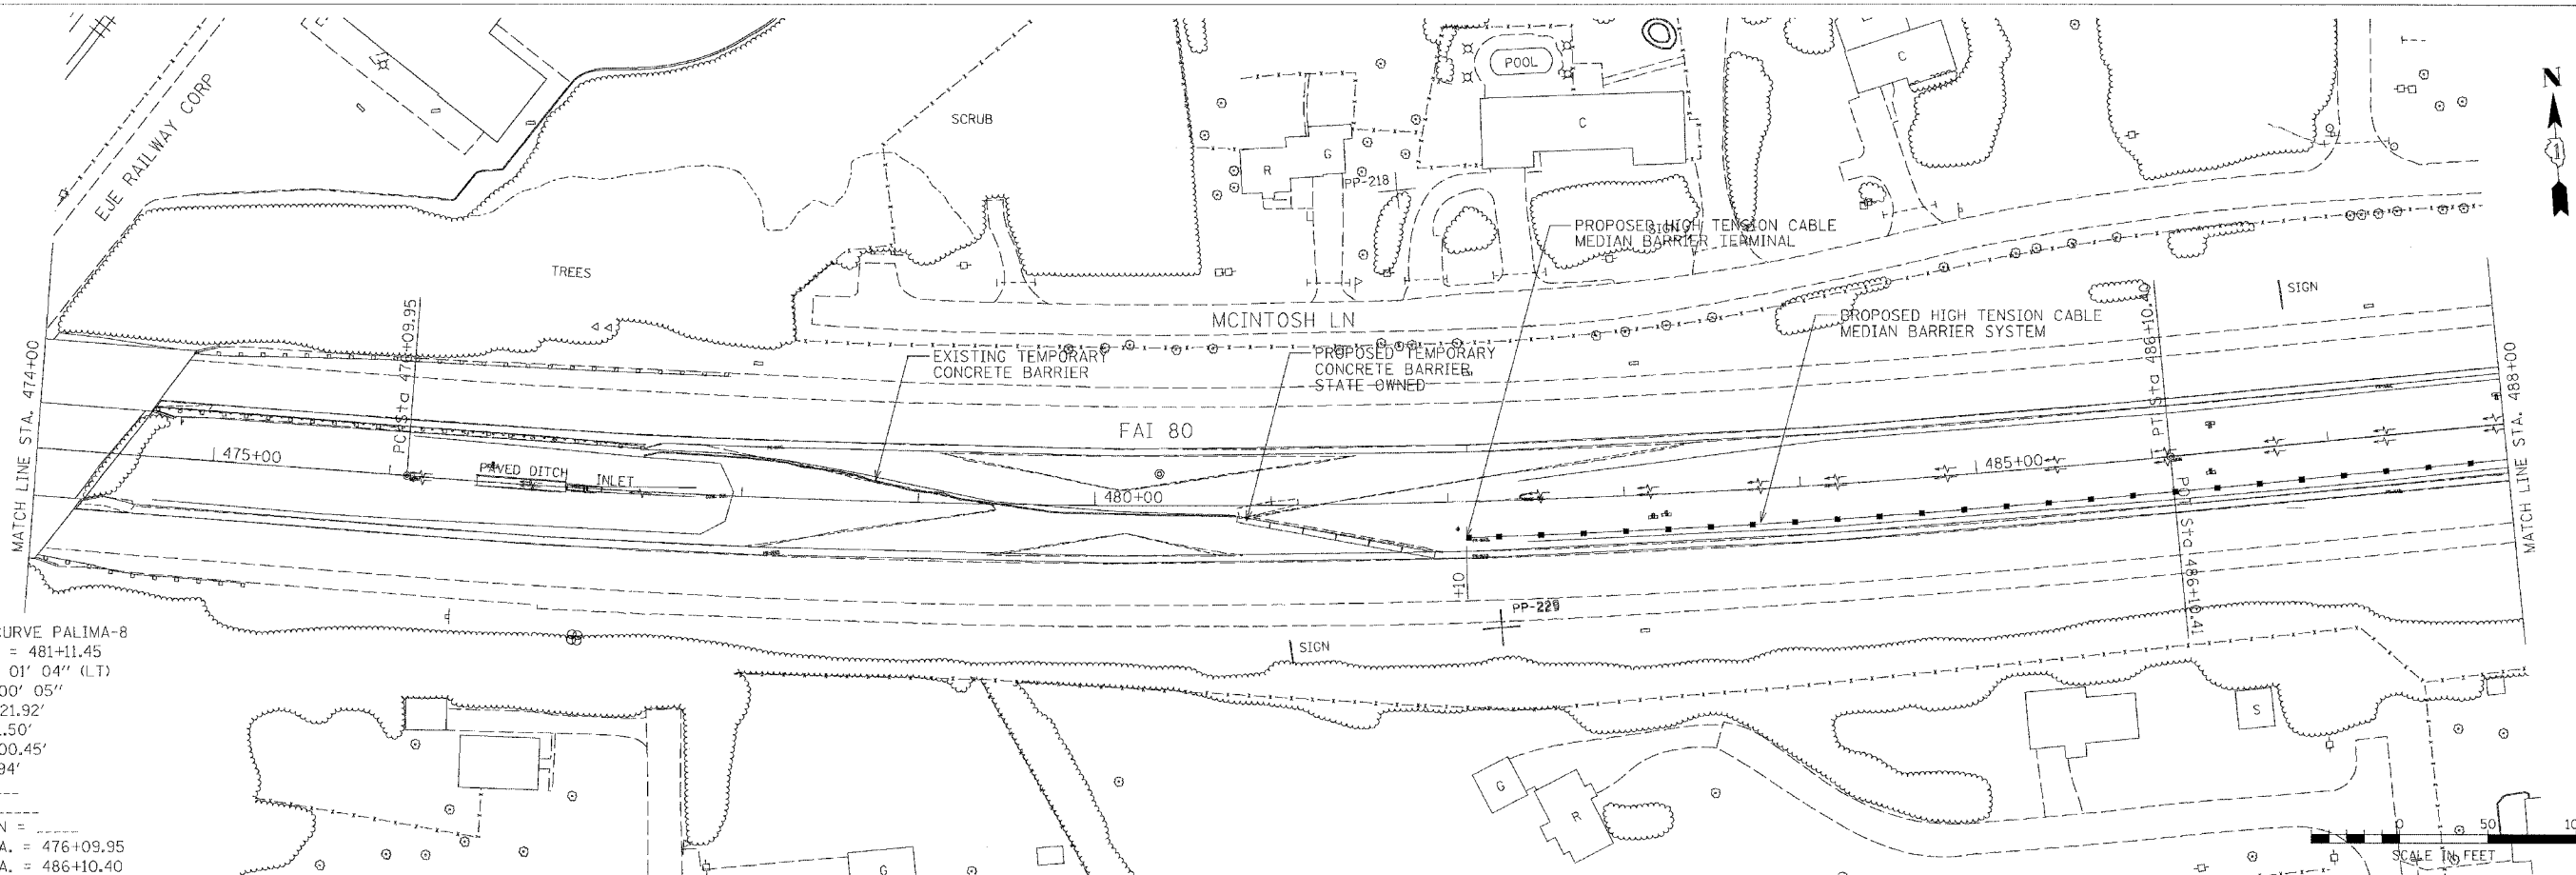 EJE RAILWAY CORP
SCRUB
TREES
POOL
C
C
R
G
PP-218
PROPOSED HIGH TENSION CABLE
MEDIAN BARRIER TERMINAL
SIGN
N
MCINTOSH LN
SIGN
PROPOSED HIGH TENSION CABLE
MEDIAN BARRIER SYSTEM
EXISTING TEMPORARY
CONCRETE BARRIER
PROPOSED TEMPORARY
CONCRETE BARRIER,
STATE OWNED
MATCH LINE STA. 474+00
PC Sta 476+09.95
FAI 80
475+00
PAVED DITCH
INLET
480+00
485+00
PT Sta 486+10.40
POT Sta 486+10.41
MATCH LINE STA. 488+00
+10
PP-229
SIGN
CURVE PALIMA-8
= 481+11.45
01' 04" (LT)
00' 05"
21.92'
.50'
00.45'
94'
N = -----
A. = 476+09.95
A. = 486+10.40
G
G
R
S
0 50 10
SCALE IN FEET